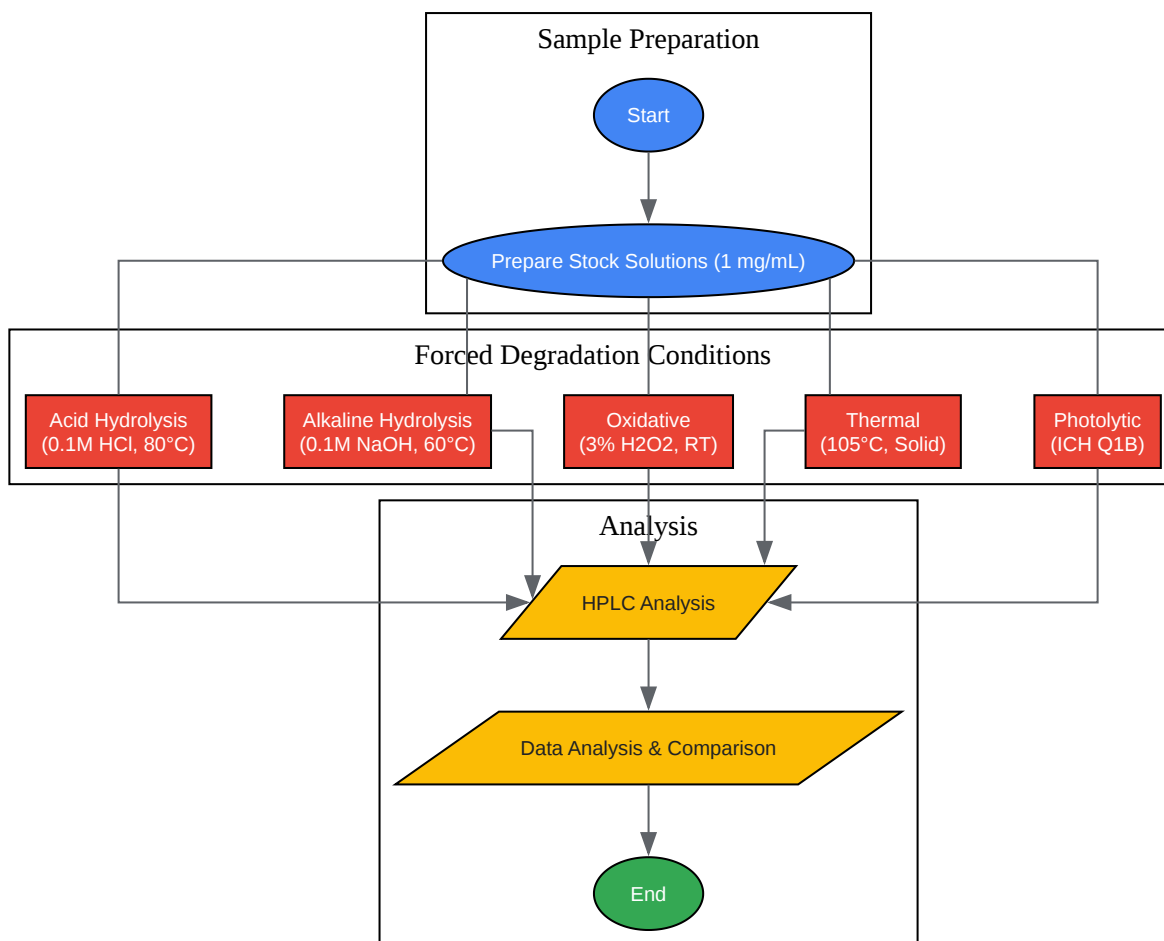 Sample Preparation
Start
Prepare Stock Solutions (1 mg/mL)
Forced Degradation Conditions
Acid Hydrolysis
(0.1M HCl, 80°C)
Alkaline Hydrolysis
(0.1M NaOH, 60°C)
Oxidative
(3% H2O2, RT)
Thermal
(105°C, Solid)
Photolytic
(ICH Q1B)
Analysis
HPLC Analysis
Data Analysis & Comparison
End